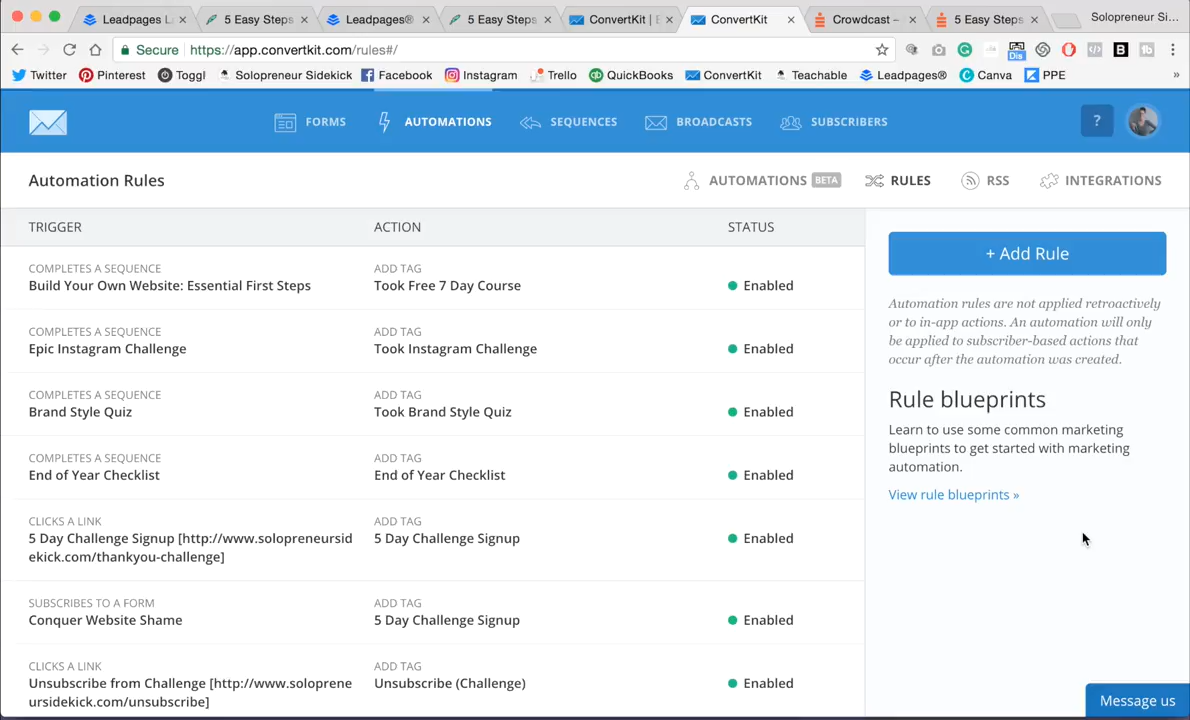 Leadpages L
5 Easy Steps
Leadpages®
5 Easy Steps
ConvertKit | E
ConvertKit
Crowdcast –
5 Easy Steps
Solopreneur Si...
Secure
https://app.convertkit.com/rules#/
Dis
B
Twitter
Pinterest
Toggl
Solopreneur Sidekick
Facebook
Instagram
Trello
QuickBooks
ConvertKit
Teachable
Leadpages®
Canva
PPE
»
FORMS
AUTOMATIONS
SEQUENCES
BROADCASTS
SUBSCRIBERS
?
Automation Rules
AUTOMATIONS BETA
RULES
RSS
INTEGRATIONS
TRIGGER ACTION STATUS
COMPLETES A SEQUENCE ADD TAG
Build Your Own Website: Essential First Steps Took Free 7 Day Course Enabled
COMPLETES A SEQUENCE ADD TAG
Epic Instagram Challenge Took Instagram Challenge Enabled
COMPLETES A SEQUENCE ADD TAG
Brand Style Quiz Took Brand Style Quiz Enabled
COMPLETES A SEQUENCE ADD TAG
End of Year Checklist End of Year Checklist Enabled
CLICKS A LINK ADD TAG
5 Day Challenge Signup [http://www.solopreneursid 5 Day Challenge Signup Enabled
ekick.com/thankyou-challenge]
SUBSCRIBES TO A FORM ADD TAG
Conquer Website Shame 5 Day Challenge Signup Enabled
CLICKS A LINK ADD TAG
Unsubscribe from Challenge [http://www.soloprene Unsubscribe (Challenge) Enabled
ursidekick.com/unsubscribe]
+ Add Rule
Automation rules are not applied retroactively
or to in-app actions. An automation will only
be applied to subscriber-based actions that
occur after the automation was created.
Rule blueprints
Learn to use some common marketing
blueprints to get started with marketing
automation.
View rule blueprints »
Message us